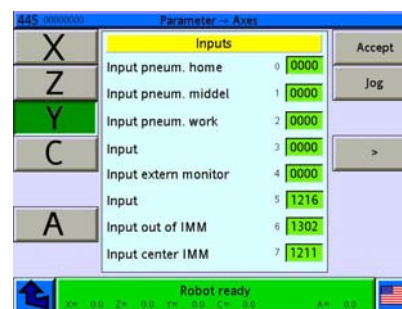 445 00000000 Parameter → Axes
X
Z
Y
C
A
Inputs
Input pneum. home 0 0000
Input pneum. middel 1 0000
Input pneum. work 2 0000
Input 3 0000
Input extern monitor 4 0000
Input 5 1216
Input out of IMM 6 1302
Input center IMM 7 1211
Accept
Jog
>
Robot ready
X= 0.0 Z= 0.0 Y= 0.0 C= 0.0 A= 0.0